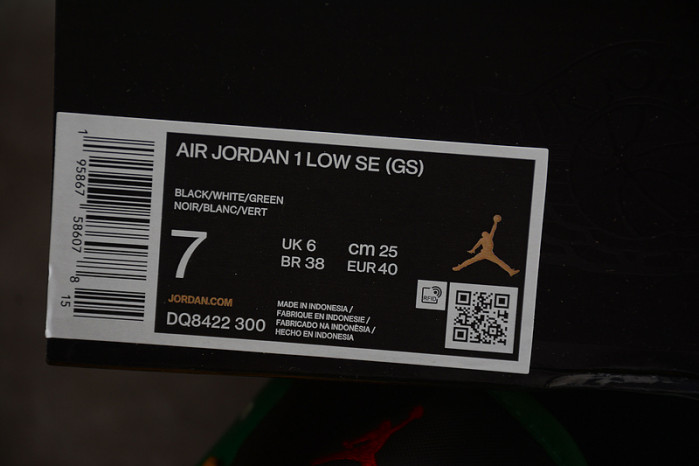 AIR JORDAN 1 LOW SE (GS)
BLACK/WHITE/GREEN
NOIR/BLANC/VERT
7
UK 6 cm 25
BR 38 EUR 40
JORDAN.COM
DQ8422 300
MADE IN INDONESIA /
FABRIQUE EN INDONESIE /
FABRICADO NA INDONÉSIA /
HECHO EN INDONESIA
RFID
1 95867 58607 8 15